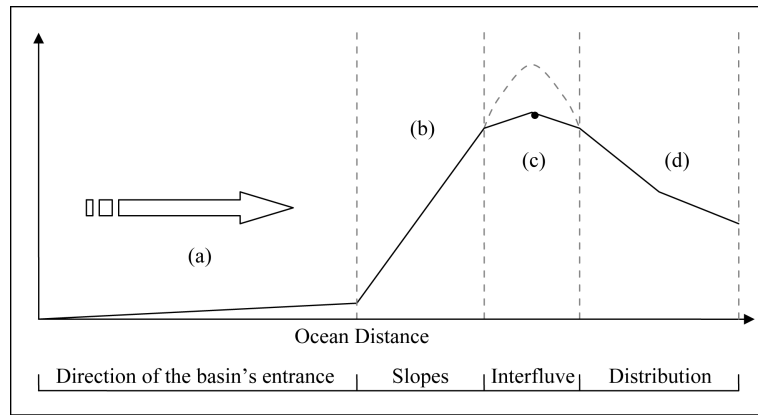 (b)
(c)
(d)
(a)
Ocean Distance
Direction of the basin's entrance
Slopes
Interfluve
Distribution